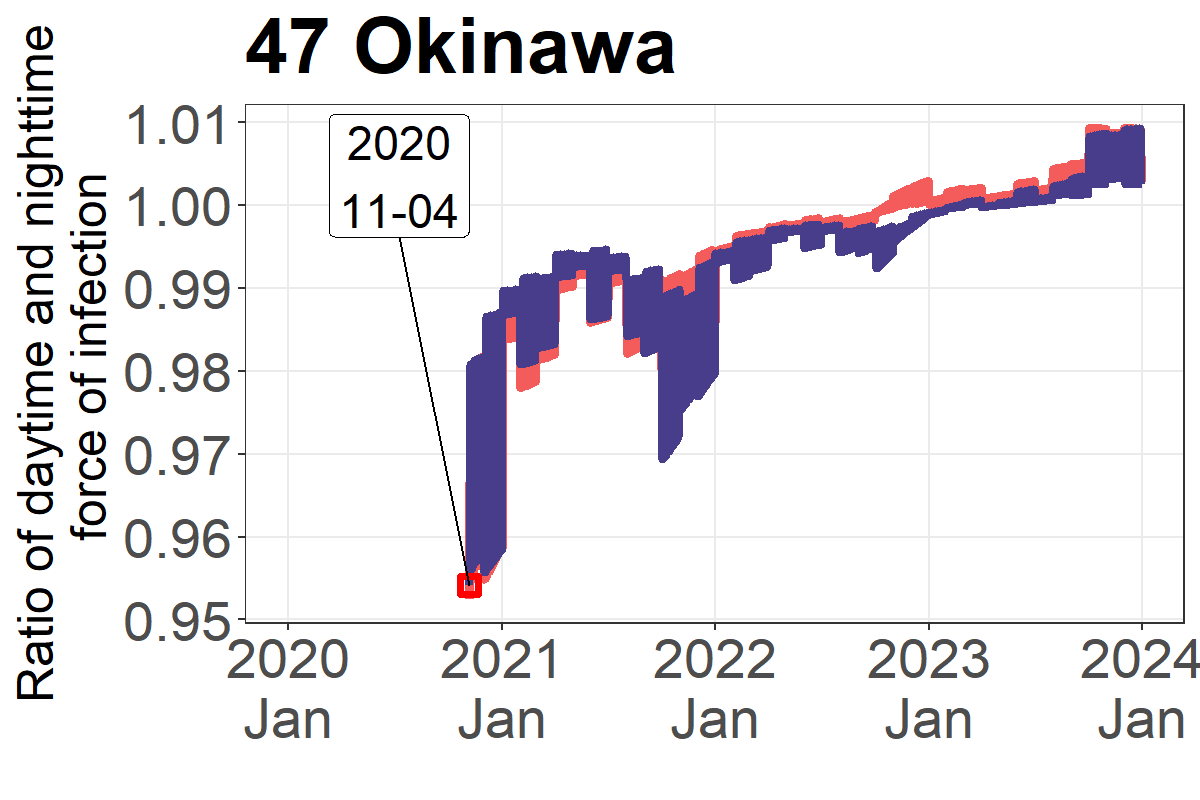 47 Okinawa
Ratio of daytime and nighttime
force of infection
1.01
1.00
0.99
0.98
0.97
0.96
0.95
2020
11-04
2020
Jan
2021
Jan
2022
Jan
2023
Jan
2024
Jan